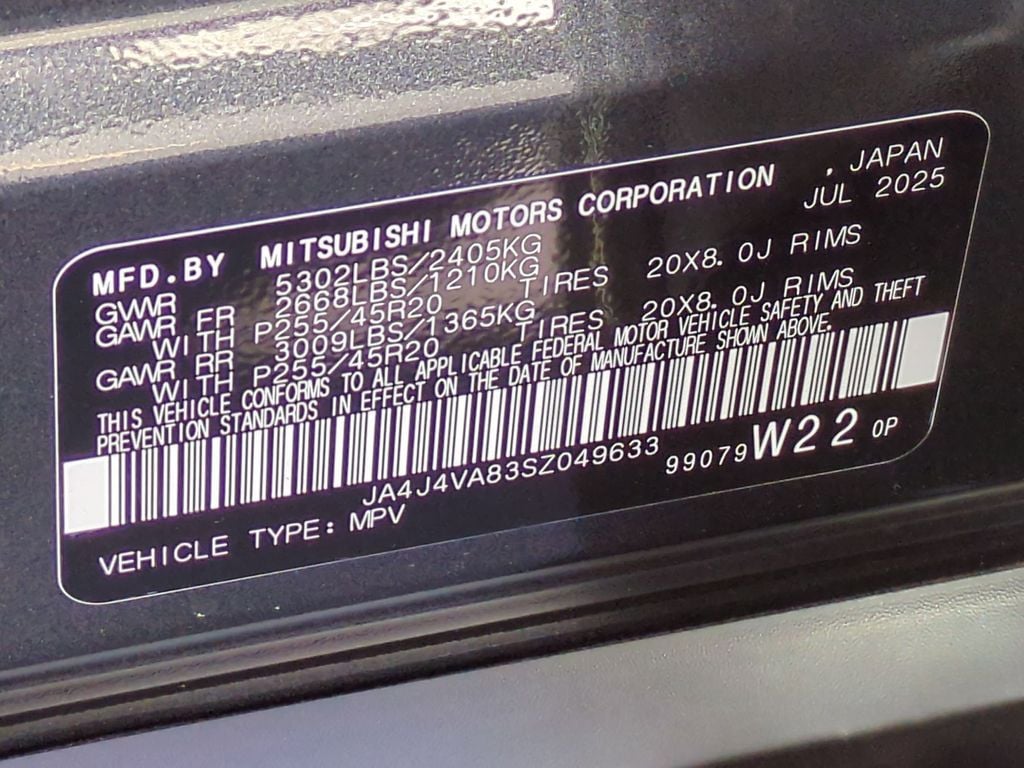 MFD.BY MITSUBISHI MOTORS CORPORATION , JAPAN
JUL 2025
GVWR 5302LBS/2405KG
GAWR FR 2668LBS/1210KG
WITH P255/45R20 TIRES 20X8.0J RIMS
GAWR RR 3009LBS/1365KG
WITH P255/45R20 TIRES 20X8.0J RIMS
THIS VEHICLE CONFORMS TO ALL APPLICABLE FEDERAL MOTOR VEHICLE SAFETY AND THEFT
PREVENTION STANDARDS IN EFFECT ON THE DATE OF MANUFACTURE SHOWN ABOVE.
JA4J4VA83SZ049633 99079 W22 0P
VEHICLE TYPE: MPV